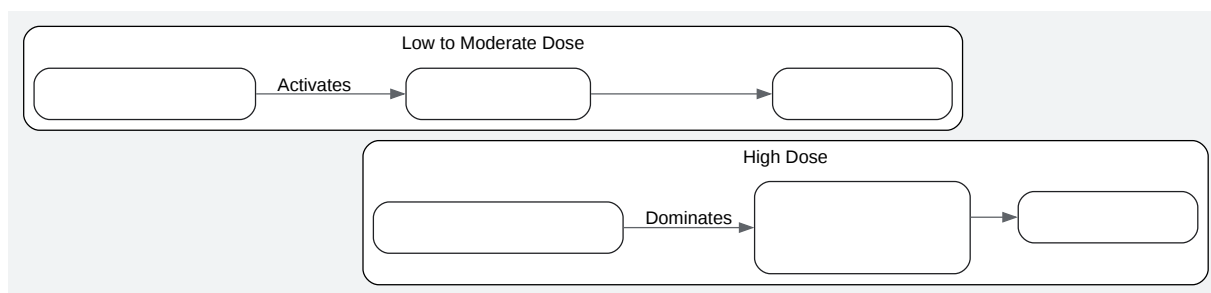 Low to Moderate Dose
Activates
High Dose
Dominates